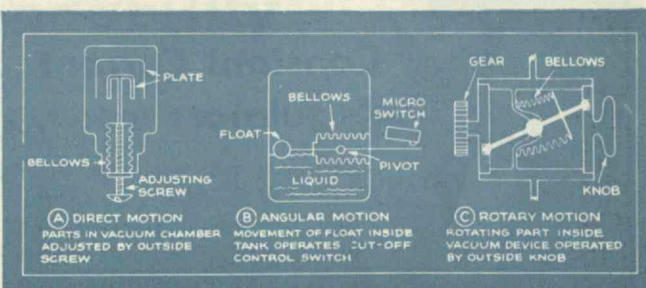 PLATE
BELLOWS
ADJUSTING
SCREW
A DIRECT MOTION
PARTS IN VACUUM CHAMBER
ADJUSTED BY OUTSIDE
SCREW
BELLOWS
MICRO
SWITCH
FLOAT
PIVOT
LIQUID
B ANGULAR MOTION
MOVEMENT OF FLOAT INSIDE
TANK OPERATES CUT-OFF
CONTROL SWITCH
GEAR
BELLOWS
KNOB
C ROTARY MOTION
ROTATING PART INSIDE
VACUUM DEVICE OPERATED
BY OUTSIDE KNOB